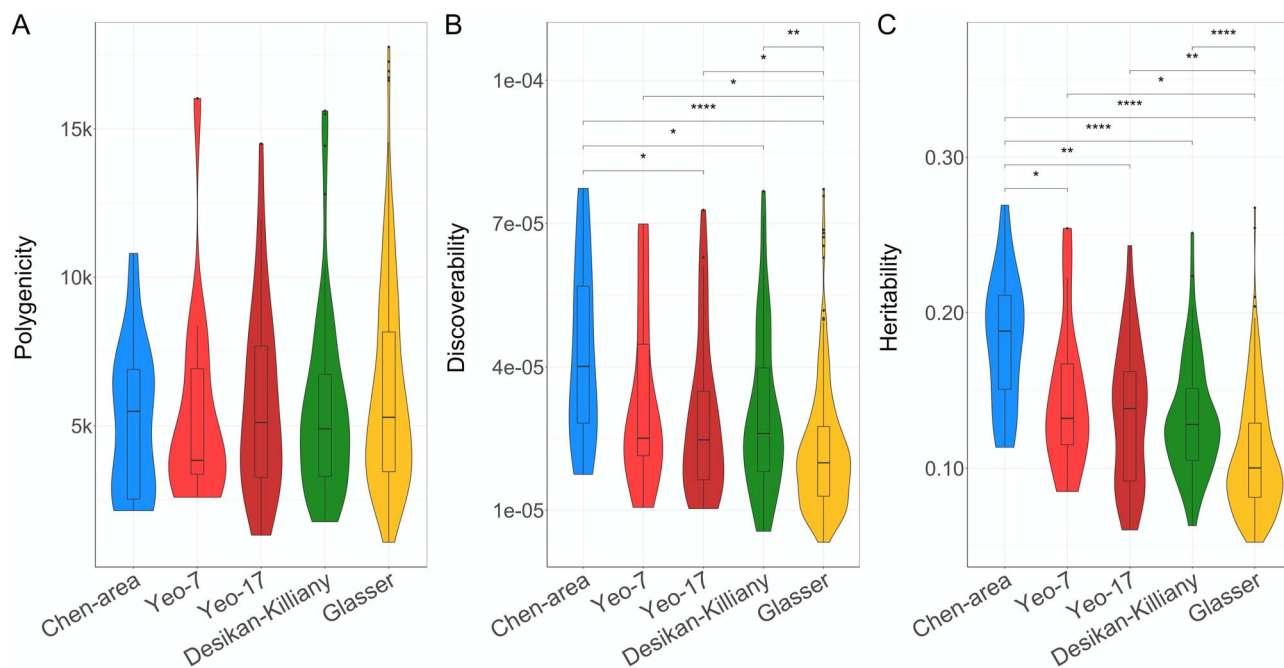 A
Polygenicity
15k
10k
5k
Chen-area
Yeo-7
Yeo-17
Desikan-Killiany
Glasser
B
Discoverability
1e-04
7e-05
4e-05
1e-05
**
*
*
****
*
*
Chen-area
Yeo-7
Yeo-17
Desikan-Killiany
Glasser
C
Heritability
0.30
0.20
0.10
****
**
*
****
****
**
*
Chen-area
Yeo-7
Yeo-17
Desikan-Killiany
Glasser